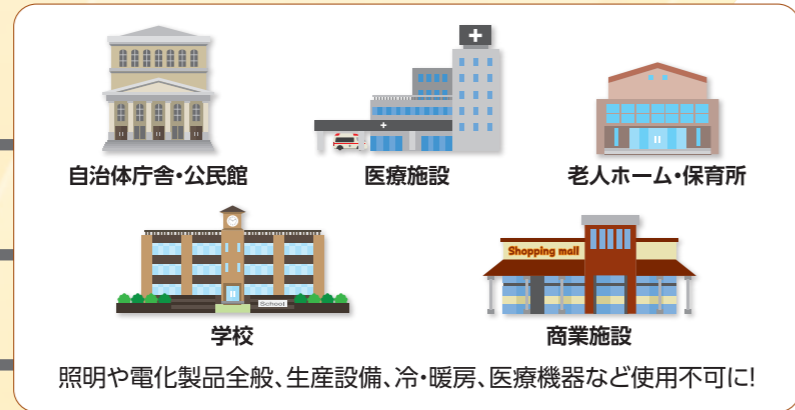 自治体庁舎・公民館
医療施設
老人ホーム・保育所
Shopping mall
School
学校
商業施設
照明や電化製品全般、生産設備、冷・暖房、医療機器など使用不可に!